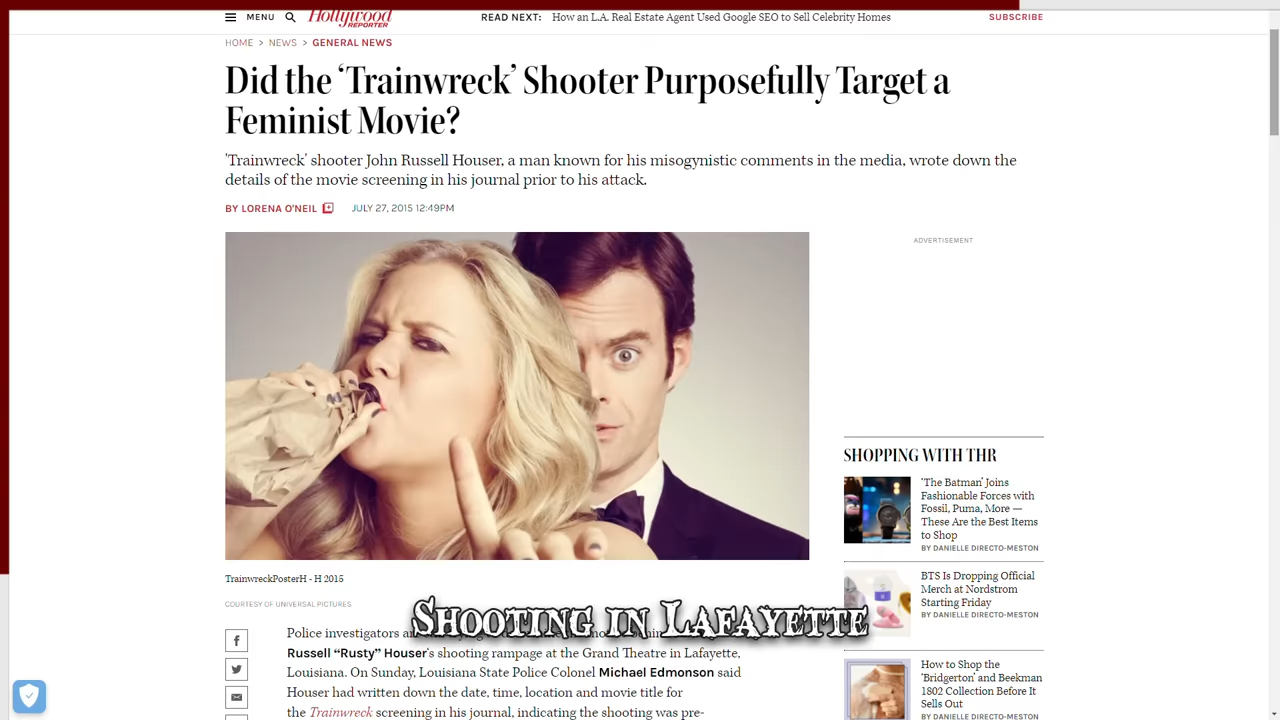 MENU
Hollywood
REPORTER
READ NEXT: How an L.A. Real Estate Agent Used Google SEO to Sell Celebrity Homes
SUBSCRIBE
HOME > NEWS > GENERAL NEWS
Did the ‘Trainwreck’ Shooter Purposefully Target a
Feminist Movie?
'Trainwreck' shooter John Russell Houser, a man known for his misogynistic comments in the media, wrote down the
details of the movie screening in his journal prior to his attack.
BY LORENA O'NEIL
JULY 27, 2015 12:49PM
ADVERTISEMENT
SHOPPING WITH THR
‘The Batman’ Joins
Fashionable Forces with
Fossil, Puma, More —
These Are the Best Items
to Shop
BY DANIELLE DIRECTO-MESTON
BTS Is Dropping Official
Merch at Nordstrom
Starting Friday
BY DANIELLE DIRECTO-MESTON
How to Shop the
‘Bridgerton’ and Beekman
1802 Collection Before It
Sells Out
BY DANIELLE DIRECTO-MESTON
TrainwreckPosterH - H 2015
COURTESY OF UNIVERSAL PICTURES
Shooting in Lafayette
Police investigators
Russell “Rusty” Houser's shooting rampage at the Grand Theatre in Lafayette,
Louisiana. On Sunday, Louisiana State Police Colonel Michael Edmonson said
Houser had written down the date, time, location and movie title for
the Trainwreck screening in his journal, indicating the shooting was pre-